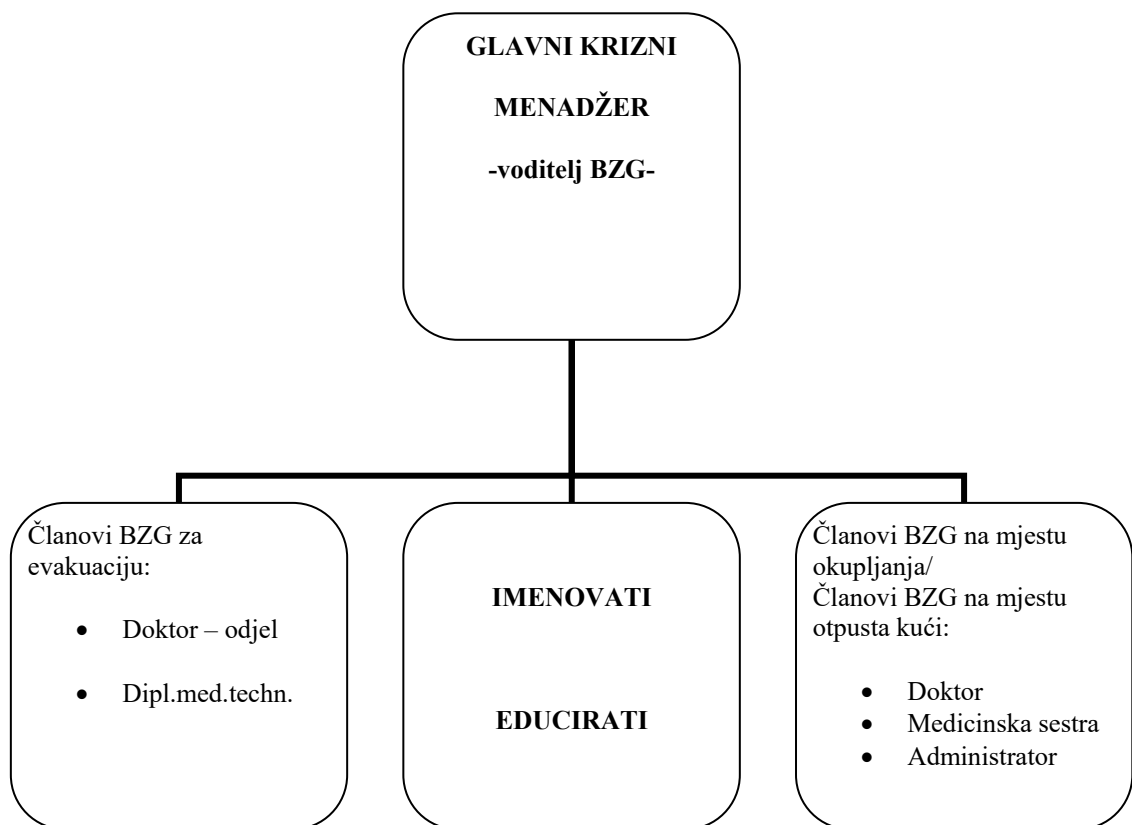 GLAVNI KRIZNI
MENADŽER
-voditelj BZG-
Članovi BZG za
evakuaciju:
• Doktor – odjel
• Dipl.med.techn.
IMENOVATI
EDUCIRATI
Članovi BZG na mjestu
okupljanja/
Članovi BZG na mjestu
otpusta kući:
• Doktor
• Medicinska sestra
• Administrator